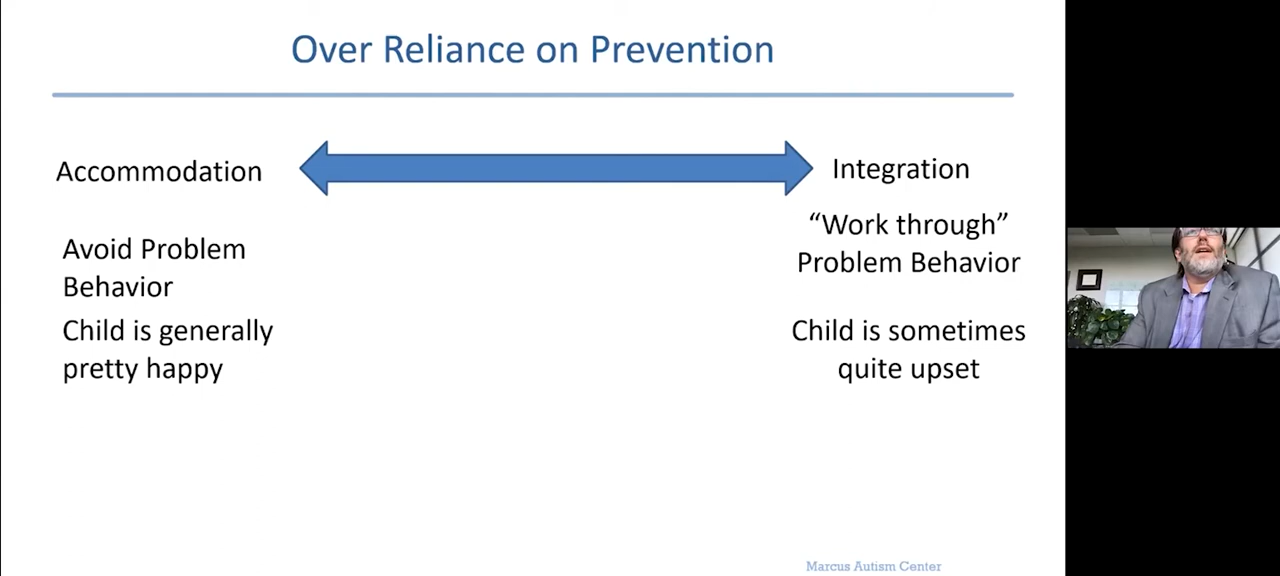 Over Reliance on Prevention
Accommodation
Integration
Avoid Problem
Behavior
Child is generally
pretty happy
“Work through”
Problem Behavior
Child is sometimes
quite upset
Marcus Autism Center